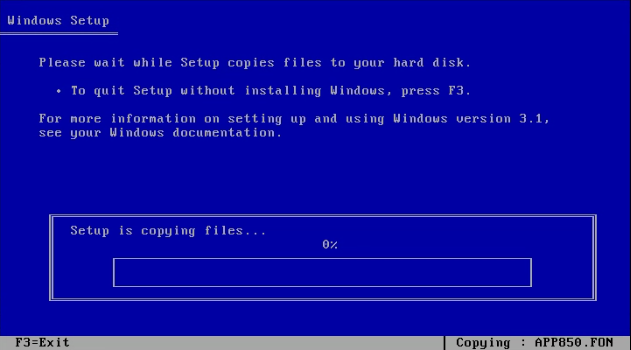 Windows Setup
Please wait while Setup copies files to your hard disk.
• To quit Setup without installing Windows, press F3.
For more information on setting up and using Windows version 3.1,
see your Windows documentation.
Setup is copying files...
0%
F3=Exit
Copying : APP850.FON